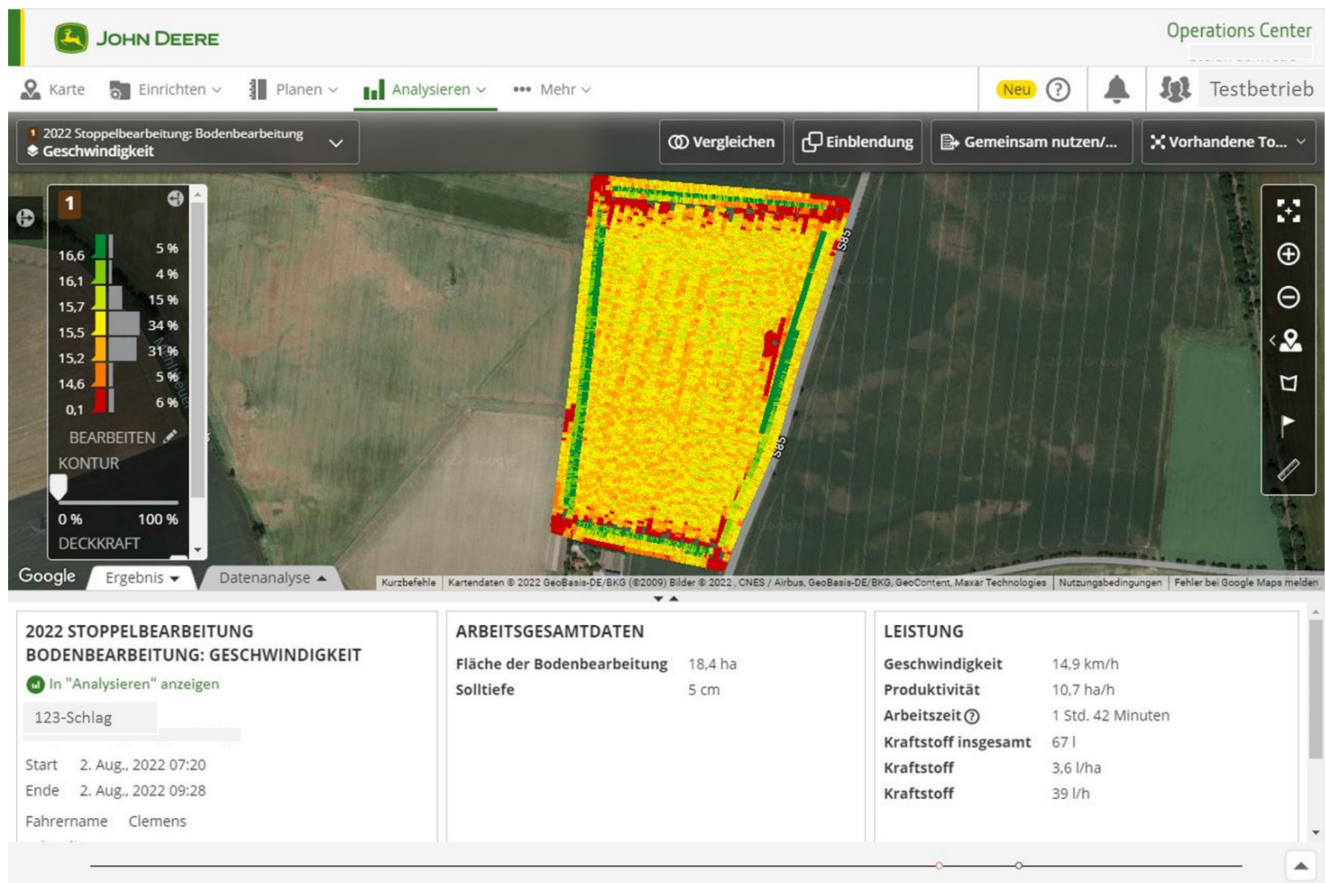 JOHN DEERE
Operations Center
Karte Einrichten Planen Analysieren Mehr Neu ? Testbetrieb
1 2022 Stoppelbearbeitung: Bodenbearbeitung
Geschwindigkeit
Vergleichen Einblendung Gemeinsam nutzen/... Vorhandene To...
1
16,6 5 %
16,1 4 %
15,7 15 %
15,5 34 %
15,2 31 %
14,6 5 %
0,1 6 %
BEARBEITEN
KONTUR
0 % 100 %
DECKKRAFT
S85
S85
Google
Ergebnis Datenanalyse
Kurzbefehle Kartendaten © 2022 GeoBasis-DE/BKG (©2009) Bilder © 2022 , CNES / Airbus, GeoBasis-DE/BKG, GeoContent, Maxar Technologies Nutzungsbedingungen Fehler bei Google Maps melden
2022 STOPPELBEARBEITUNG
BODENBEARBEITUNG: GESCHWINDIGKEIT
In "Analysieren" anzeigen
123-Schlag
Start 2. Aug., 2022 07:20
Ende 2. Aug., 2022 09:28
Fahrername Clemens
ARBEITSGESAMTDATEN
Fläche der Bodenbearbeitung 18,4 ha
Solltiefe 5 cm
LEISTUNG
Geschwindigkeit 14,9 km/h
Produktivität 10,7 ha/h
Arbeitszeit ? 1 Std. 42 Minuten
Kraftstoff insgesamt 67 l
Kraftstoff 3,6 l/ha
Kraftstoff 39 l/h